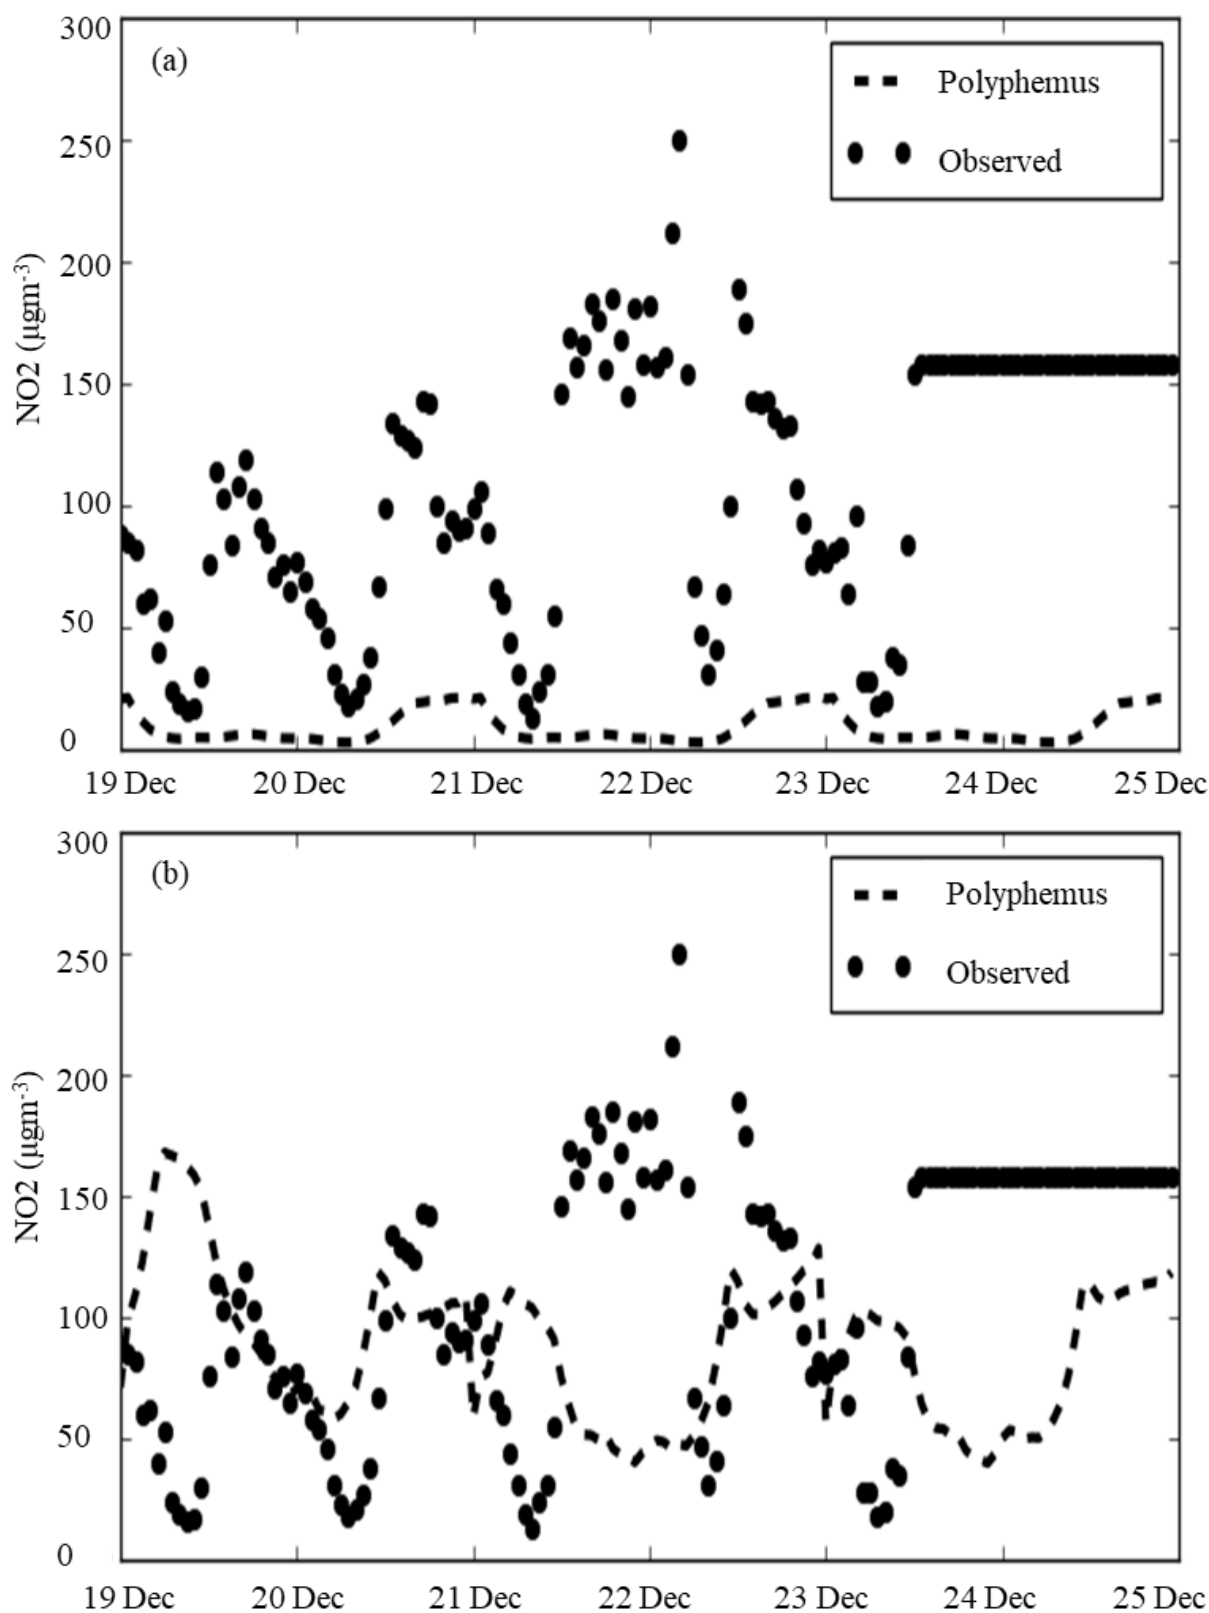 300
(a)
Polyphemus
250
Observed
200
NO2 (µgm-3)
150
100
50
0
19 Dec 20 Dec 21 Dec 22 Dec 23 Dec 24 Dec 25 Dec
300
(b)
Polyphemus
250
Observed
200
NO2 (µgm-3)
150
100
50
0
19 Dec 20 Dec 21 Dec 22 Dec 23 Dec 24 Dec 25 Dec